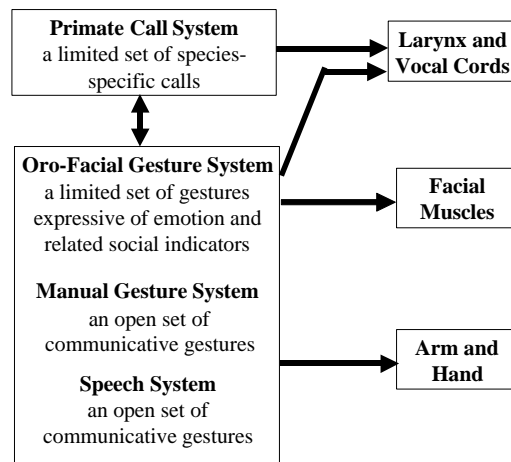 Primate Call System
a limited set of species-
specific calls
Larynx and
Vocal Cords
Oro-Facial Gesture System
a limited set of gestures
expressive of emotion and
related social indicators
Facial
Muscles
Manual Gesture System
an open set of
communicative gestures
Speech System
an open set of
communicative gestures
Arm and
Hand